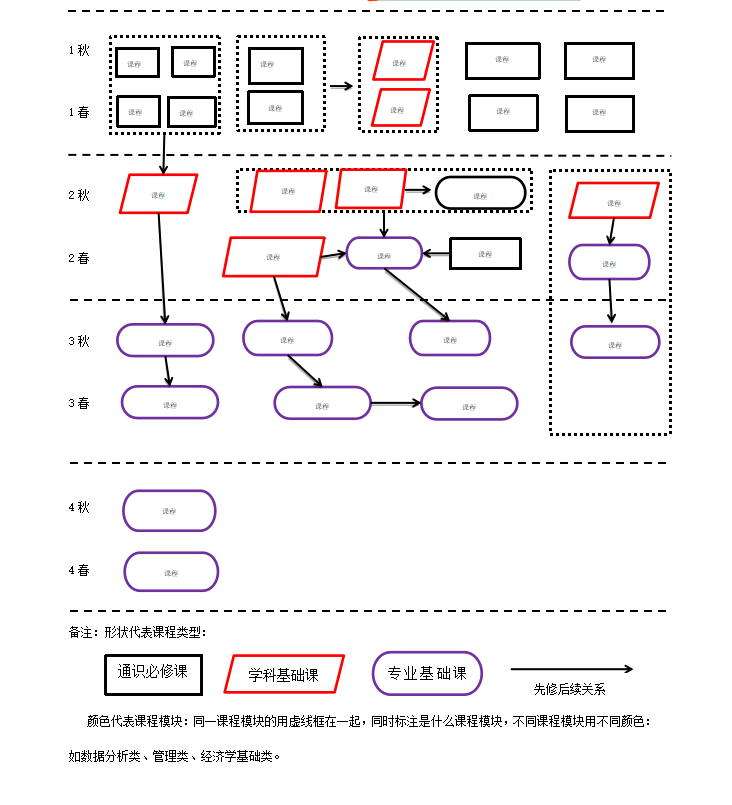 1 秋
课程
课程
课程
课程
课程
课程
1 春
课程
课程
课程
课程
课程
课程
2 秋
课程
课程
课程
课程
课程
2 春
课程
课程
课程
课程
3 秋
课程
课程
课程
课程
3 春
课程
课程
课程
4 秋
课程
4 春
课程
备注：形状代表课程类型：
通识必修课
学科基础课
专业基础课
先修后续关系
颜色代表课程模块：同一课程模块的用虚线框在一起，同时标注是什么课程模块，不同课程模块用不同颜色：
如数据分析类、管理类、经济学基础类。